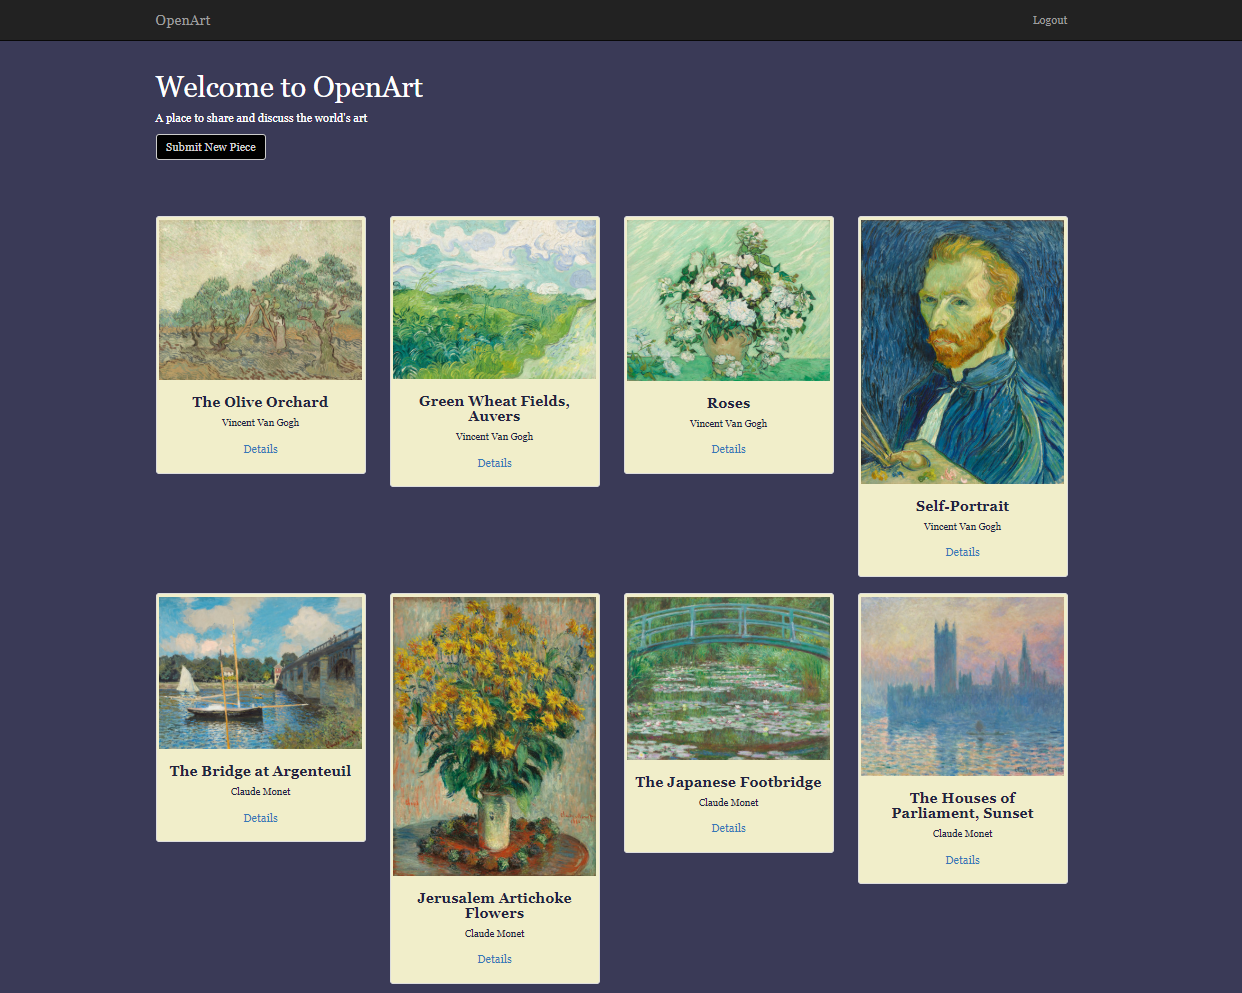 OpenArt
Logout
Welcome to OpenArt
A place to share and discuss the world's art
Submit New Piece
The Olive Orchard
Vincent Van Gogh
Details
Green Wheat Fields,
Auvers
Vincent Van Gogh
Details
Roses
Vincent Van Gogh
Details
Self-Portrait
Vincent Van Gogh
Details
The Bridge at Argenteuil
Claude Monet
Details
Jerusalem Artichoke
Flowers
Claude Monet
Details
The Japanese Footbridge
Claude Monet
Details
The Houses of
Parliament, Sunset
Claude Monet
Details